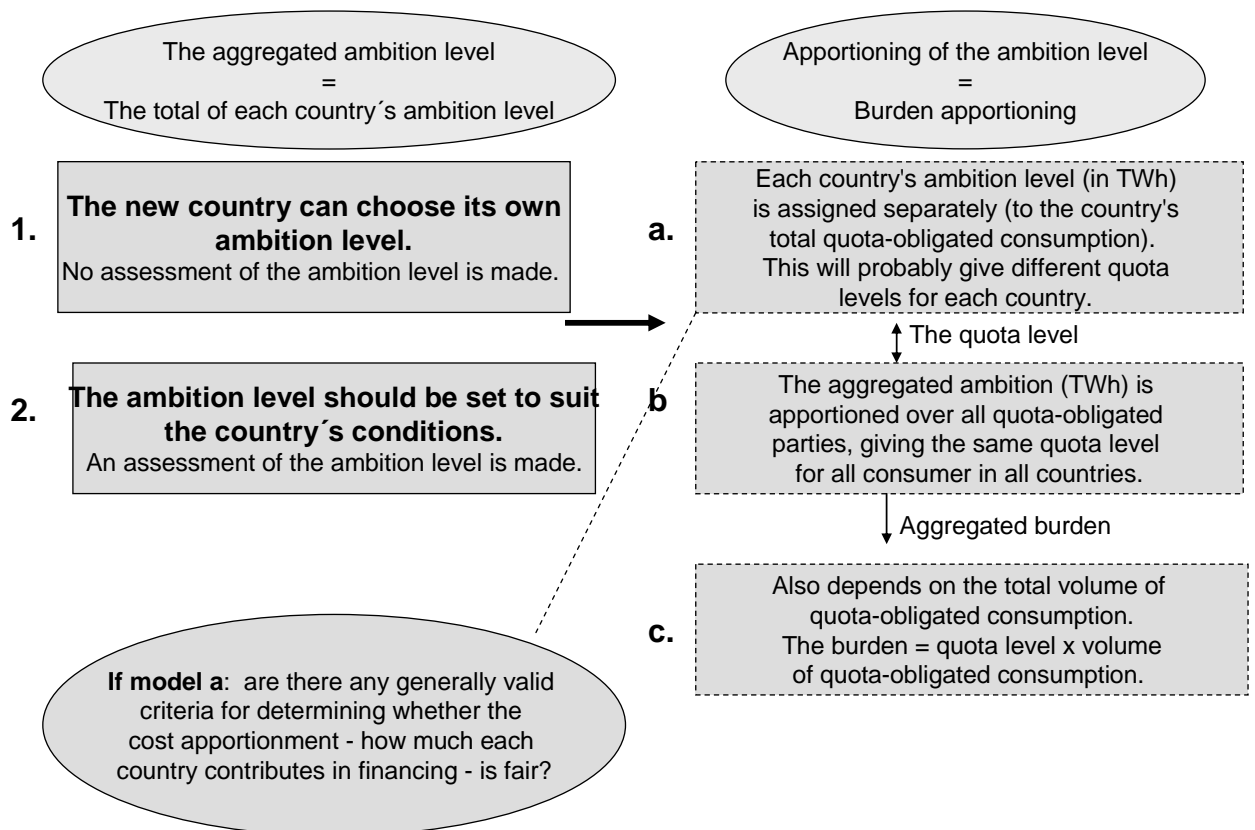 The aggregated ambition level
=
The total of each country´s ambition level
Apportioning of the ambition level
=
Burden apportioning
1.
The new country can choose its own
ambition level.
No assessment of the ambition level is made.
a.
Each country's ambition level (in TWh)
is assigned separately (to the country's
total quota-obligated consumption).
This will probably give different quota
levels for each country.
The quota level
2.
The ambition level should be set to suit
the country´s conditions.
An assessment of the ambition level is made.
b
The aggregated ambition (TWh) is
apportioned over all quota-obligated
parties, giving the same quota level
for all consumer in all countries.
Aggregated burden
c.
Also depends on the total volume of
quota-obligated consumption.
The burden = quota level x volume
of quota-obligated consumption.
If model a:  are there any generally valid
criteria for determining whether the
cost apportionment - how much each
country contributes in financing - is fair?